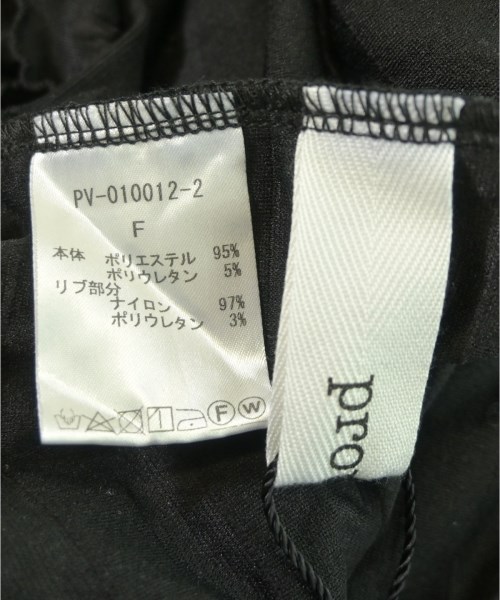 PV-010012-2
F
本体 ポリエステル 95%
ポリウレタン 5%
リブ部分
ナイロン 97%
ポリウレタン 3%
F W
pro